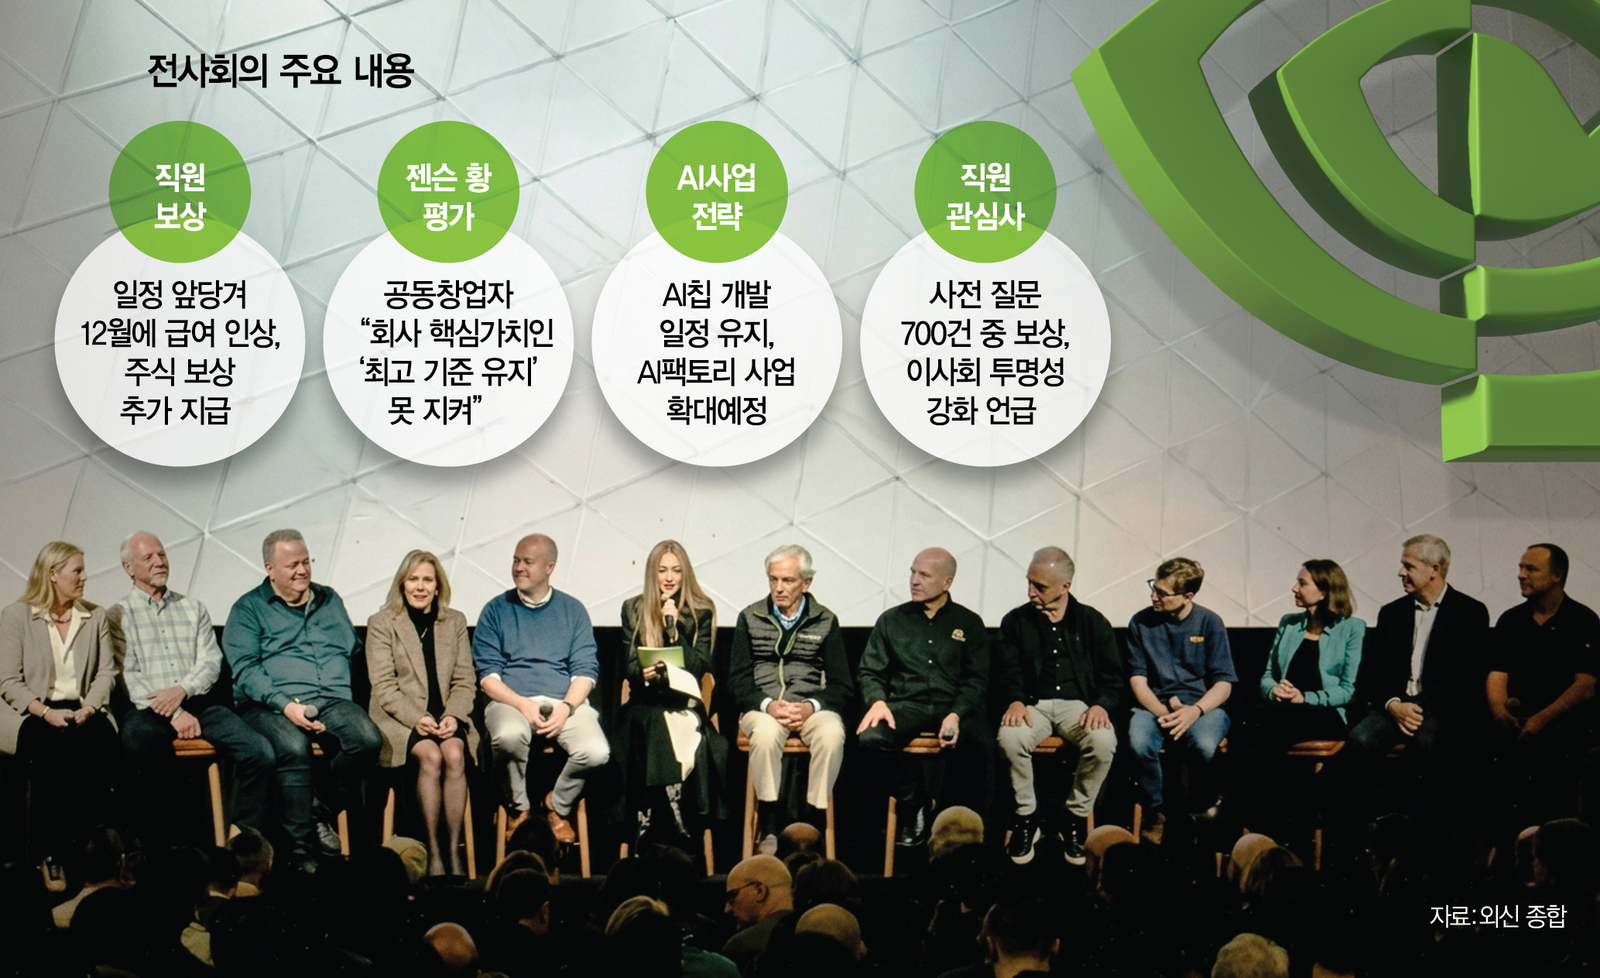 전사회의 주요 내용
직원
보상
일정 앞당겨
12월에 급여 인상,
주식 보상
추가 지급
젠슨 황
평가
공동창업자
“회사 핵심가치인
‘최고 기준 유지’
못 지켜”
AI사업
전략
AI칩 개발
일정 유지,
AI팩토리 사업
확대예정
직원
관심사
사전 질문
700건 중 보상,
이사회 투명성
강화 언급
자료:외신 종합